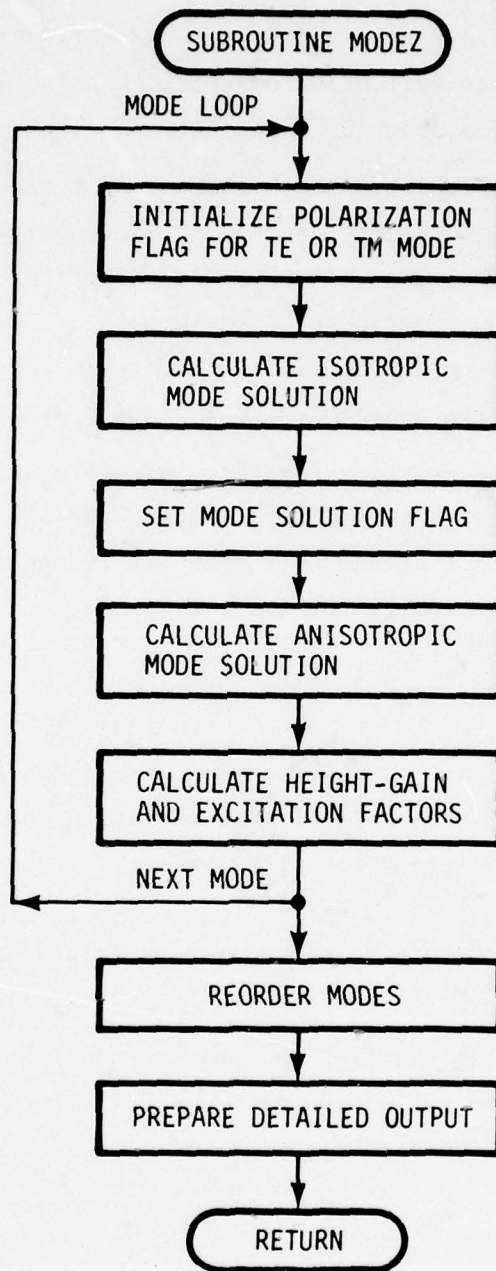 SUBROUTINE MODEZ
MODE LOOP
INITIALIZE POLARIZATION
FLAG FOR TE OR TM MODE
CALCULATE ISOTROPIC
MODE SOLUTION
SET MODE SOLUTION FLAG
CALCULATE ANISOTROPIC
MODE SOLUTION
CALCULATE HEIGHT-GAIN
AND EXCITATION FACTORS
NEXT MODE
REORDER MODES
PREPARE DETAILED OUTPUT
RETURN